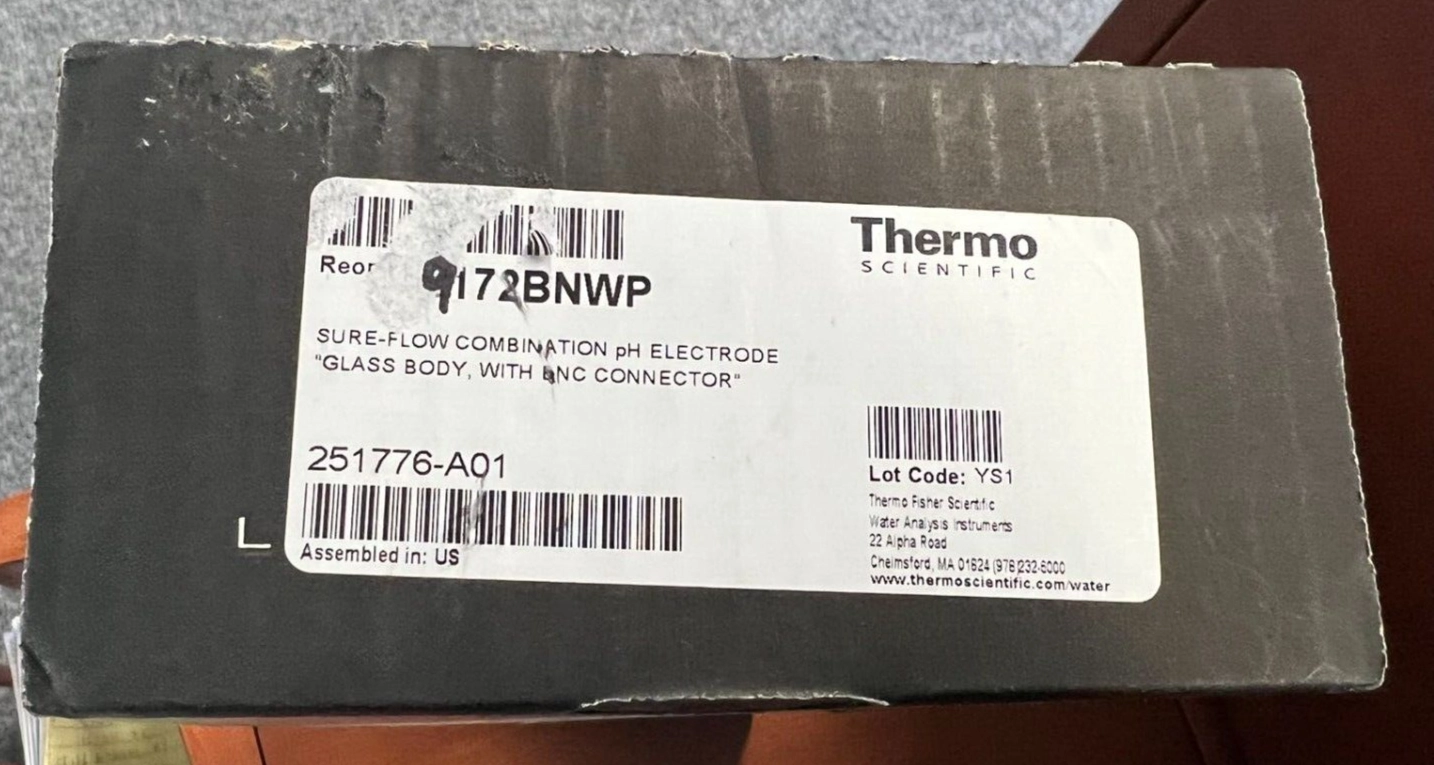 Thermo
SCIENTIFIC
Reor
9172BNWP
SURE-FLOW COMBINATION pH ELECTRODE
"GLASS BODY, WITH BNC CONNECTOR"
251776-A01
Assembled in: US
Lot Code: YS1
Thermo Fisher Scientific
Water Analysis Instruments
22 Alpha Road
Chelmsford, MA 01824 (978)232-6000
www.thermoscientific.com/water